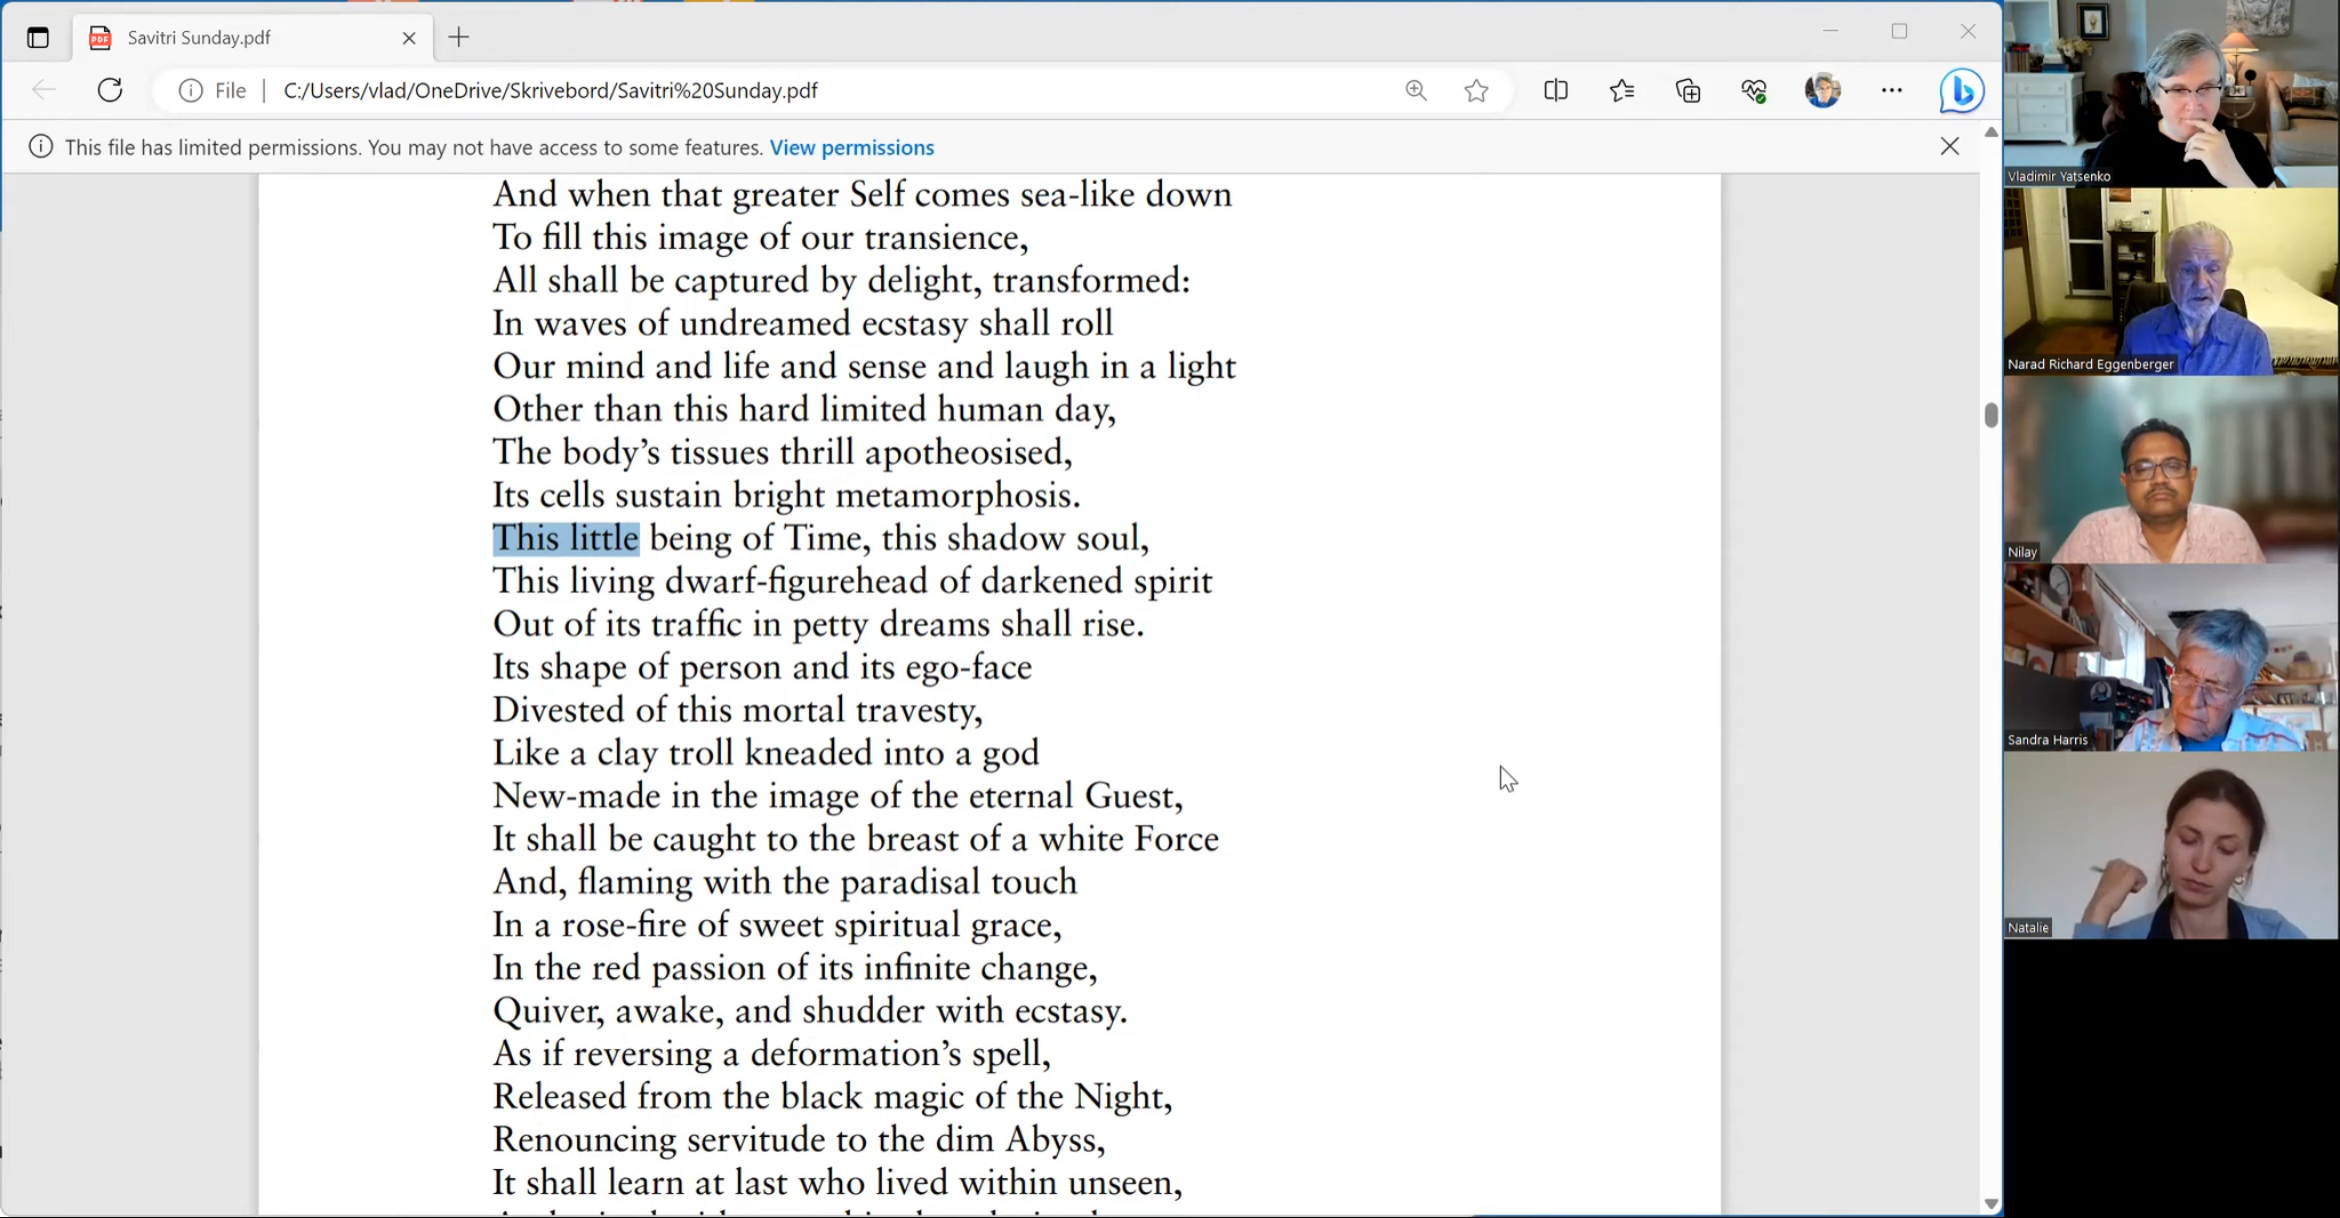 Savitri Sunday.pdf
File
C:/Users/vlad/OneDrive/Skrivebord/Savitri%20Sunday.pdf
This file has limited permissions. You may not have access to some features. View permissions
And when that greater Self comes sea-like down
To fill this image of our transience,
All shall be captured by delight, transformed:
In waves of undreamed ecstasy shall roll
Our mind and life and sense and laugh in a light
Other than this hard limited human day,
The body’s tissues thrill apotheosised,
Its cells sustain bright metamorphosis.
This little being of Time, this shadow soul,
This living dwarf-figurehead of darkened spirit
Out of its traffic in petty dreams shall rise.
Its shape of person and its ego-face
Divested of this mortal travesty,
Like a clay troll kneaded into a god
New-made in the image of the eternal Guest,
It shall be caught to the breast of a white Force
And, flaming with the paradisal touch
In a rose-fire of sweet spiritual grace,
In the red passion of its infinite change,
Quiver, awake, and shudder with ecstasy.
As if reversing a deformation’s spell,
Released from the black magic of the Night,
Renouncing servitude to the dim Abyss,
It shall learn at last who lived within unseen,
Vladimir Yatsenko
Narad Richard Eggenberger
Nilay
Sandra Harris
Natalie